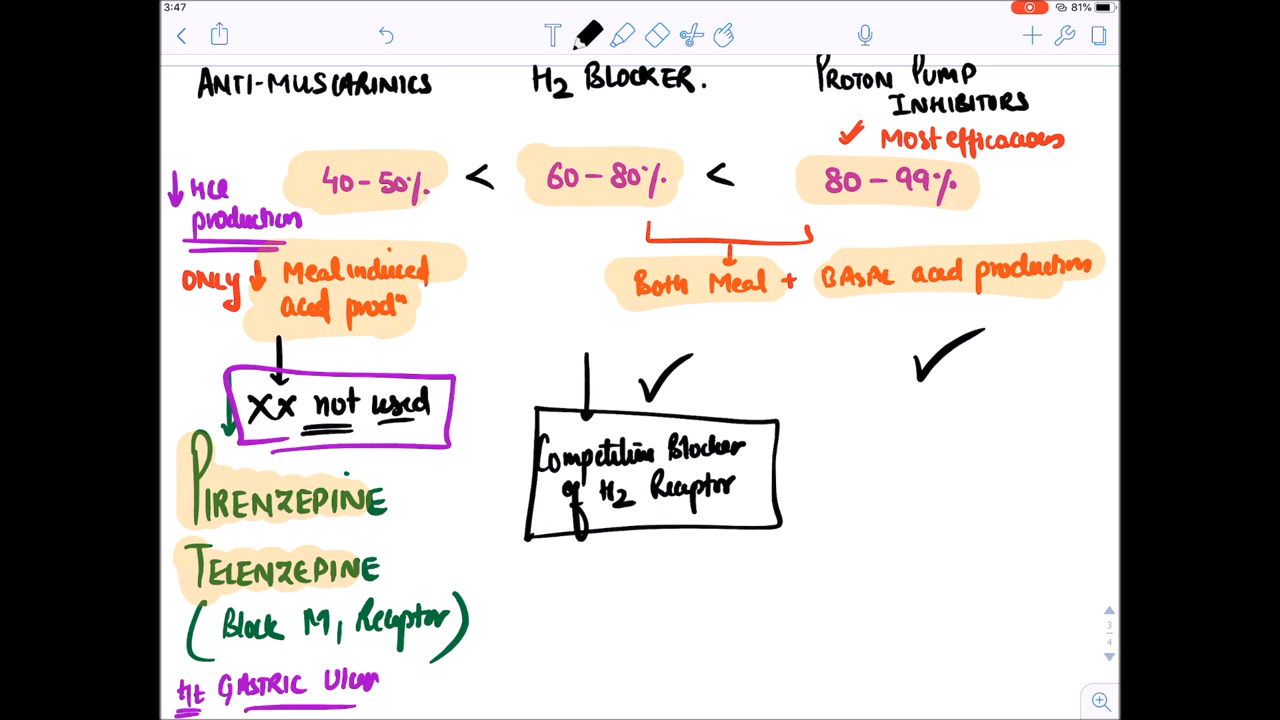 3:47
81%
T
ANTI-MUSCARINICS
H2 BLOCKER.
PROTON PUMP
INHIBITORS
✓ Most efficacious
40-50% < 60-80% < 80-99%
↓ HCl
production
ONLY ↓ Meal induced
acid prodn
Both Meal + BASAL acid production
XX not used
✓
✓
Competitive Blocker
of H2 Receptor
PIRENZEPINE
TELENZEPINE
(Block M1 Receptor)
GASTRIC Ulcer
3
4